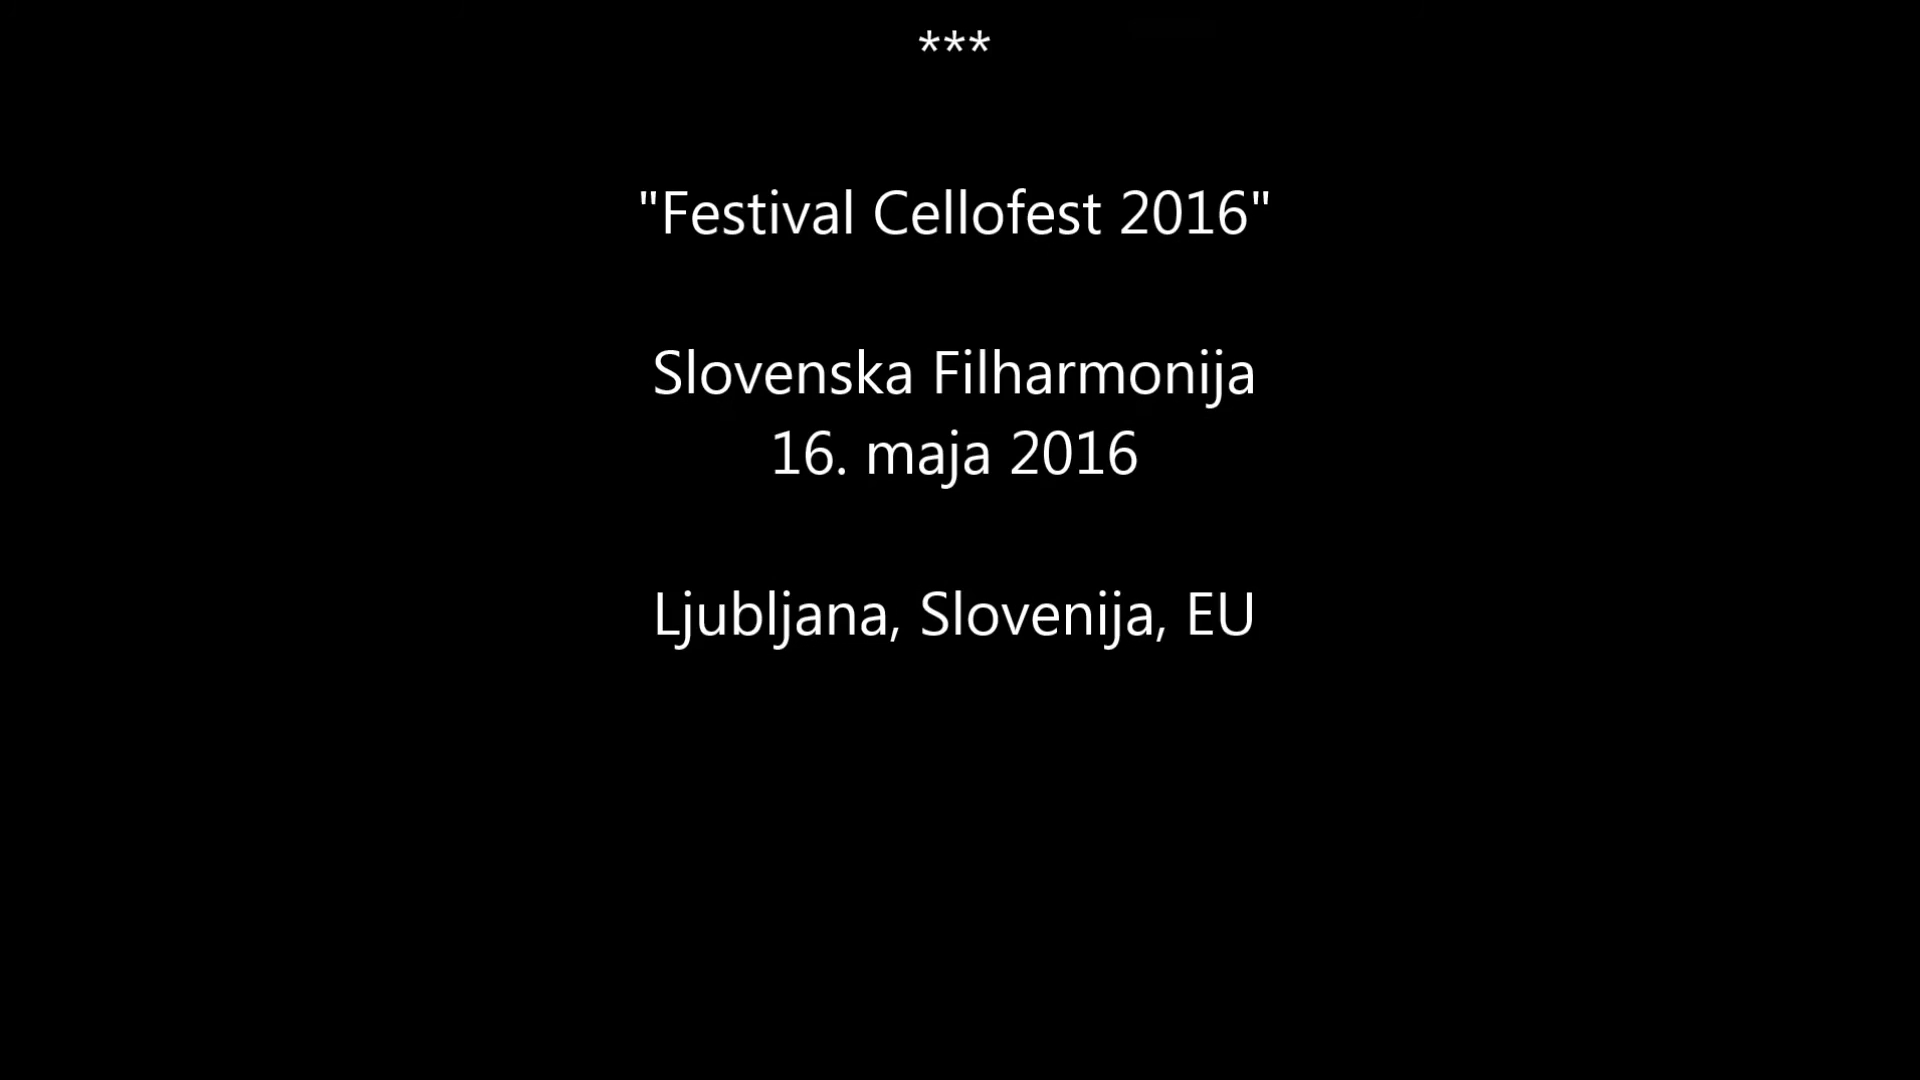 ***
"Festival Cellofest 2016"
Slovenska Filharmonija
16. maja 2016
Ljubljana, Slovenija, EU